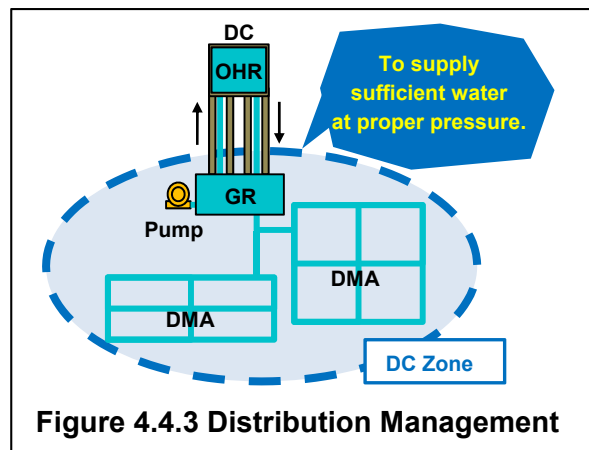 DC
OHR
To supply
sufficient water
at proper pressure.
GR
Pump
DMA
DMA
DC Zone
Figure 4.4.3 Distribution Management